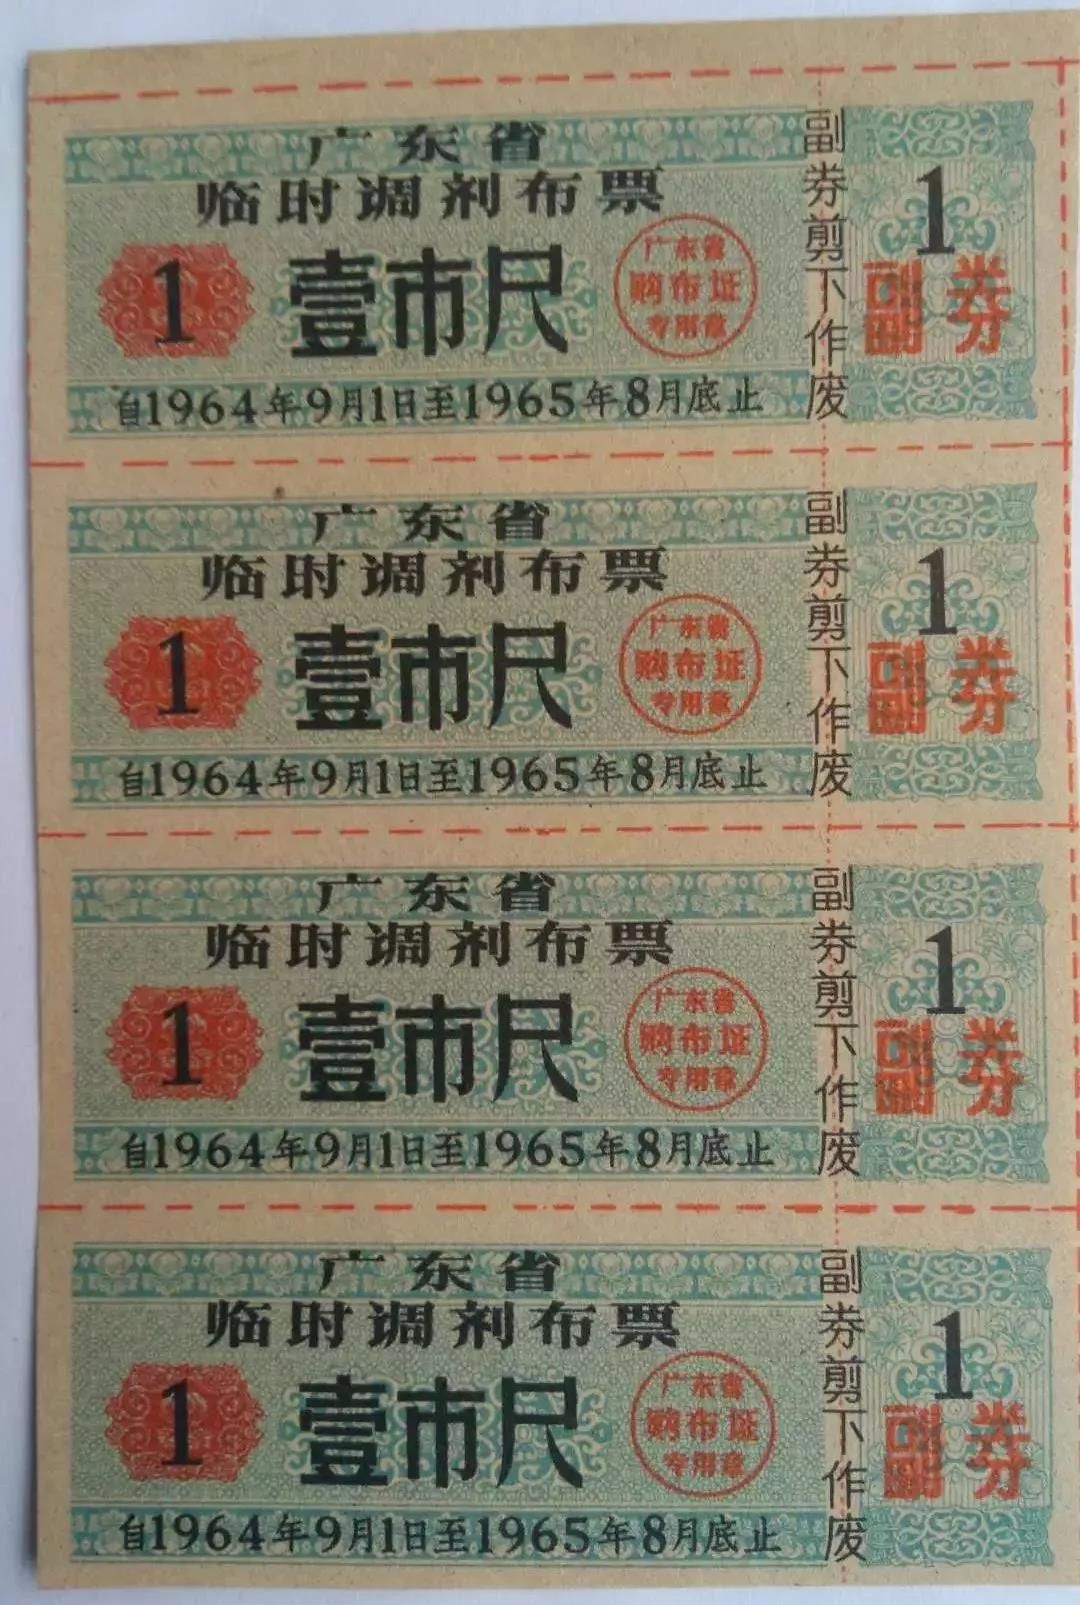 广东省
临时调剂布票
1 壹市尺
广东省
购布证
专用章
自1964年9月1日至1965年8月底止
副券剪下作废
1
副券
广东省
临时调剂布票
1 壹市尺
广东省
购布证
专用章
自1964年9月1日至1965年8月底止
副券剪下作废
1
副券
广东省
临时调剂布票
1 壹市尺
广东省
购布证
专用章
自1964年9月1日至1965年8月底止
副券剪下作废
1
副券
广东省
临时调剂布票
1 壹市尺
广东省
购布证
专用章
自1964年9月1日至1965年8月底止
副券剪下作废
1
副券